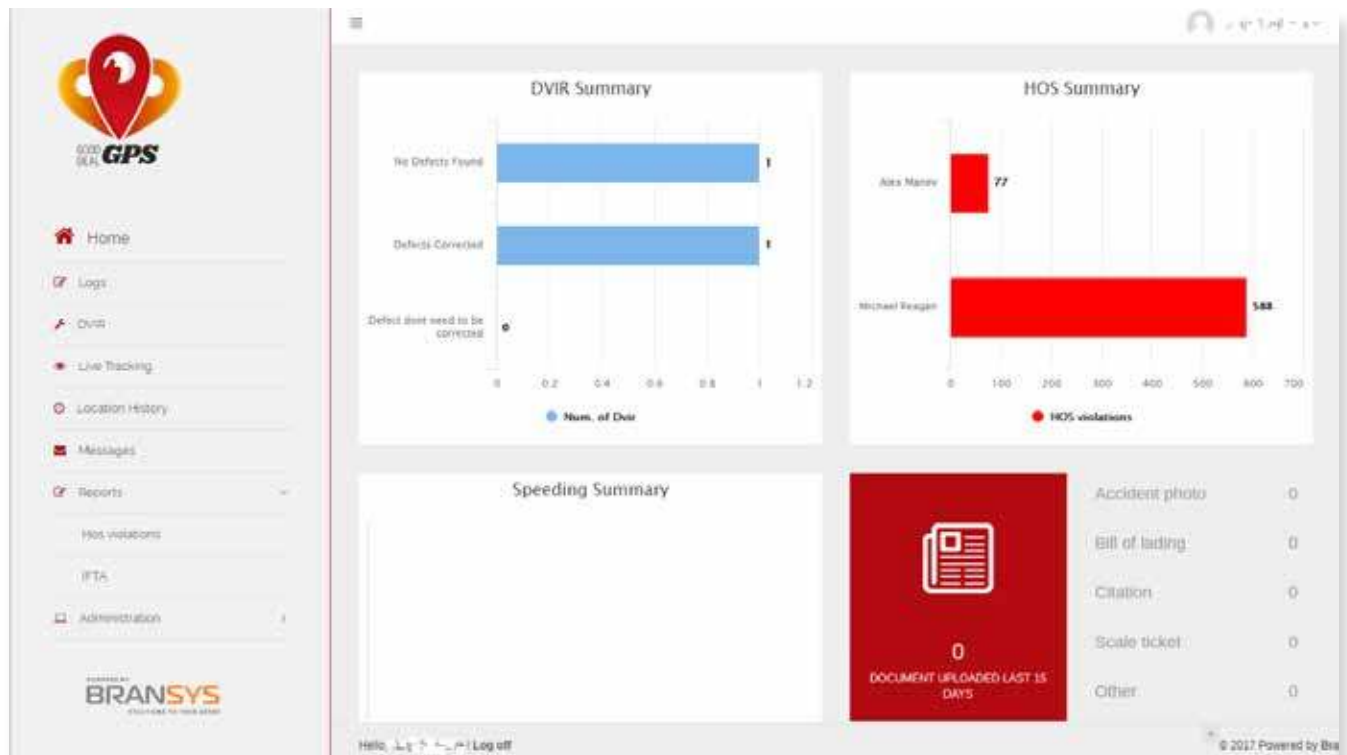 GOOD
DEAL GPS
Home
Logs
DVIR
Live Tracking
Location History
Messages
Reports
Hos violations
IFTA
Administration
POWERED BY
BRANSYS
DVIR Summary
No Defects Found
1
Defects Corrected
1
Defect dont need to be
corrected
0
0 0.2 0.4 0.6 0.8 1 1.2
Num. of Dvir
HOS Summary
Alex Manov
77
Michael Reagan
588
0 100 200 300 400 500 600 700
HOS violations
Speeding Summary
0
DOCUMENT UPLOADED LAST 15
DAYS
Accident photo 0
Bill of lading 0
Citation 0
Scale ticket 0
Other 0
Hello, ! Log off
© 2017 Powered by Bra